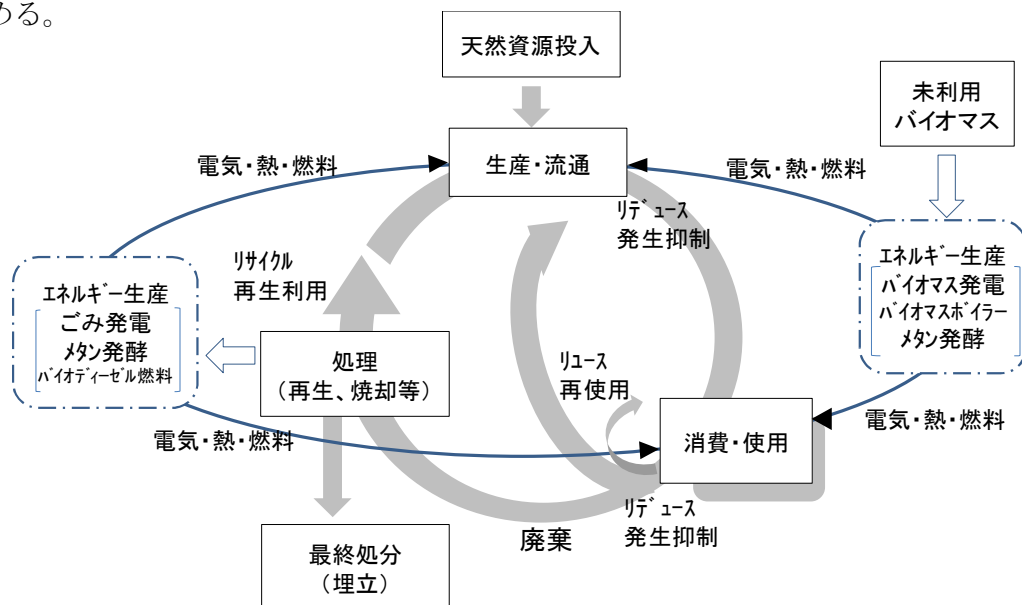 める。
天然資源投入
未利用
バイオマス
生産・流通
電気・熱・燃料
電気・熱・燃料
ﾘﾃﾞｭｰｽ
発生抑制
ﾘｻｲｸﾙ
再生利用
エネルギー生産
ごみ発電
メタン発酵
ﾊﾞｲｵﾃﾞｨｰｾﾞﾙ燃料
エネルギー生産
バイオマス発電
ﾊﾞｲｵﾏｽﾎﾞｲﾗｰ
メタン発酵
処理
（再生、焼却等）
ﾘﾕｰｽ
再使用
消費・使用
電気・熱・燃料
電気・熱・燃料
ﾘﾃﾞｭｰｽ
発生抑制
廃棄
最終処分
（埋立）